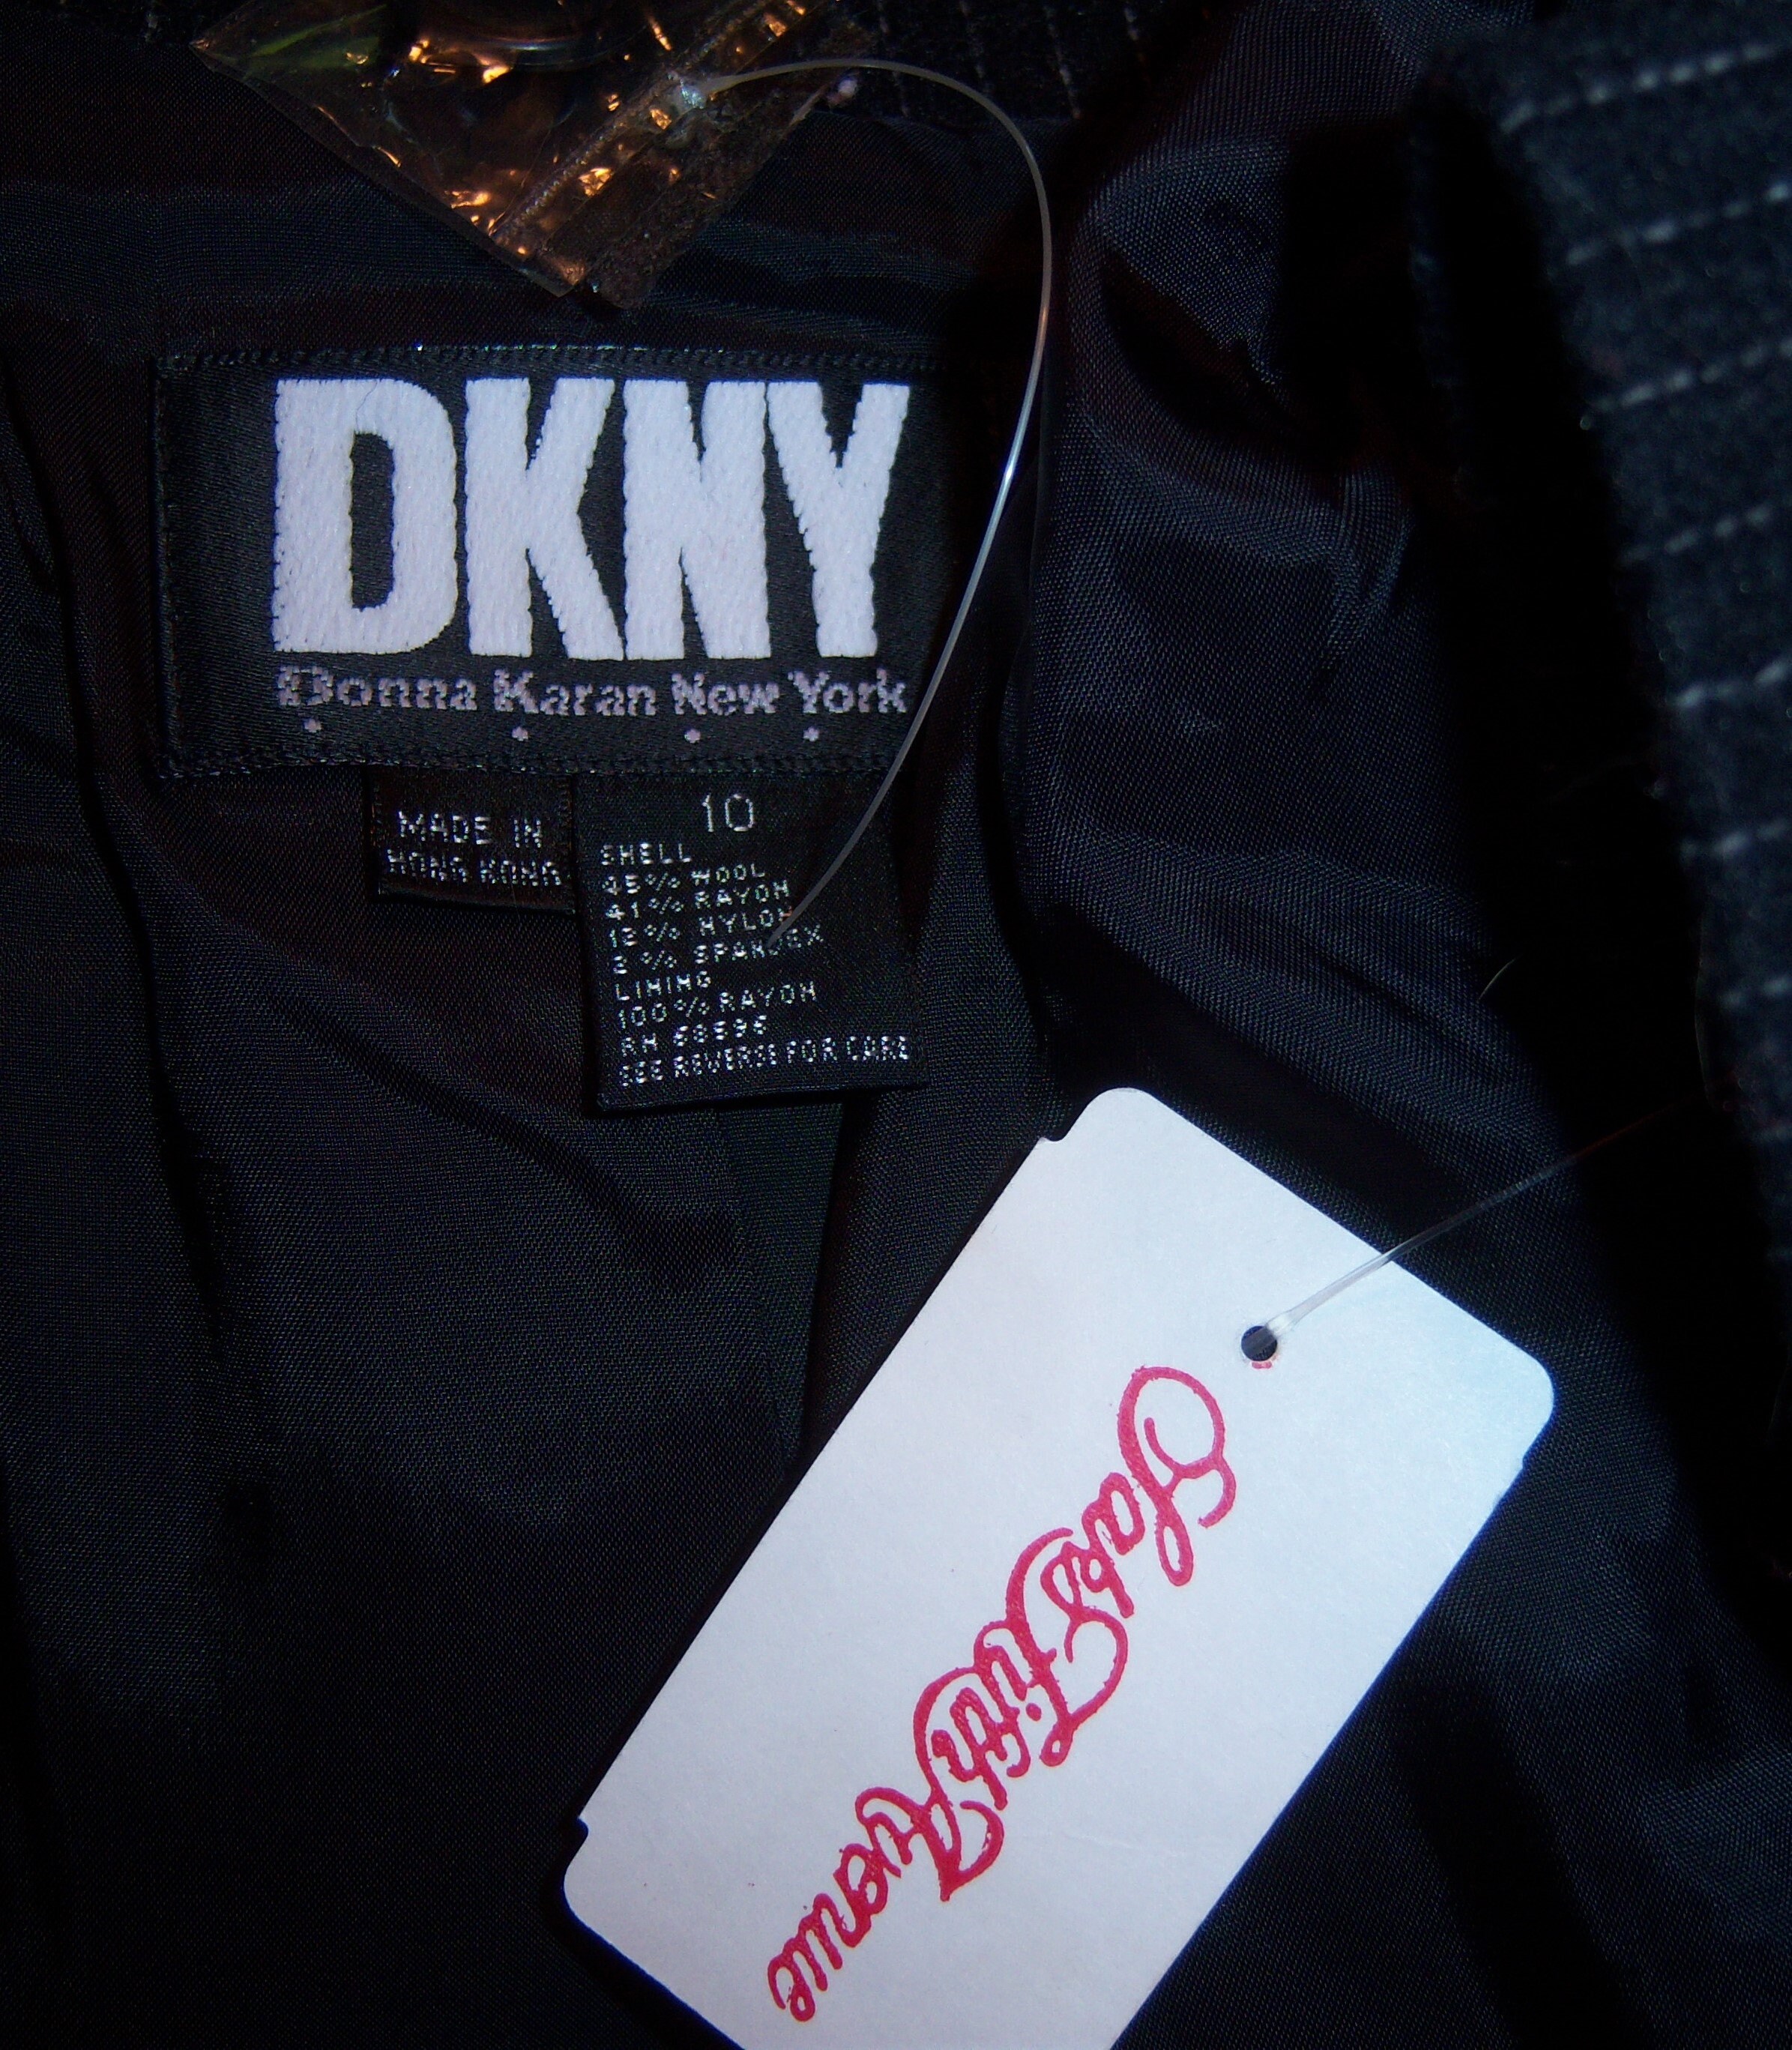 DKNY
Donna Karan New York
MADE IN
HONG KONG
10
SHELL
45% WOOL
41% RAYON
12% NYLON
2% SPANDEX
LINING
100% RAYON
RN
SEE REVERSE FOR CARE
Saks Fifth Avenue